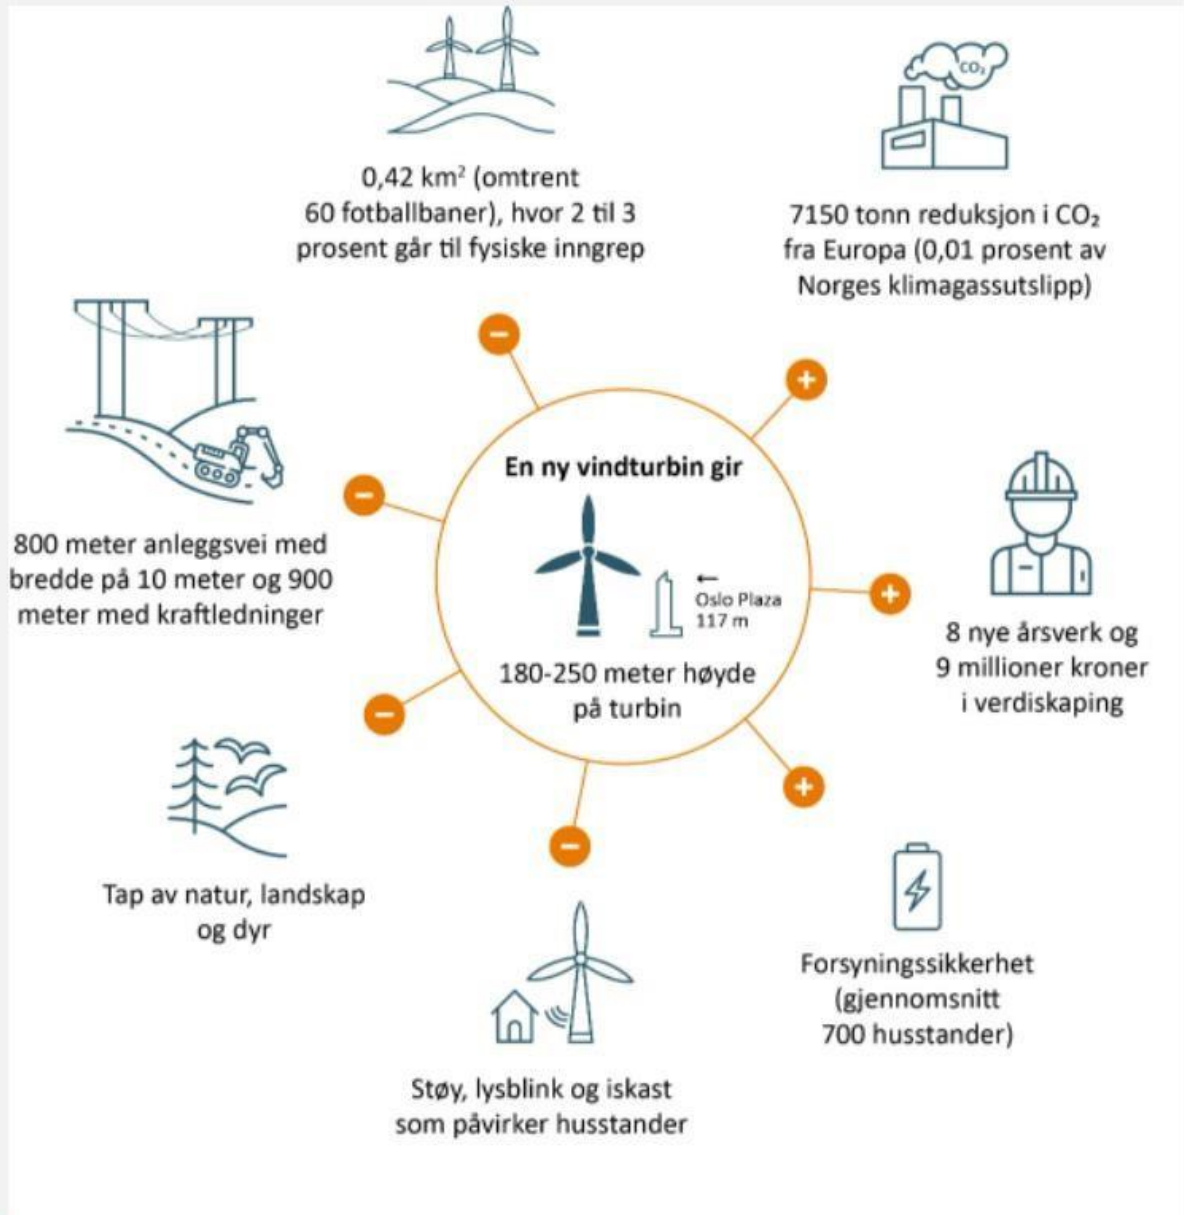 0,42 km² (omtrent
60 fotballbaner), hvor 2 til 3
prosent går til fysiske inngrep
CO₂
7150 tonn reduksjon i CO₂
fra Europa (0,01 prosent av
Norges klimagassutslipp)
800 meter anleggsvei med
bredde på 10 meter og 900
meter med kraftledninger
En ny vindturbin gir
←
Oslo Plaza
117 m
180-250 meter høyde
på turbin
8 nye årsverk og
9 millioner kroner
i verdiskaping
Tap av natur, landskap
og dyr
Forsyningssikkerhet
(gjennomsnitt
700 husstander)
Støy, lysblink og iskast
som påvirker husstander